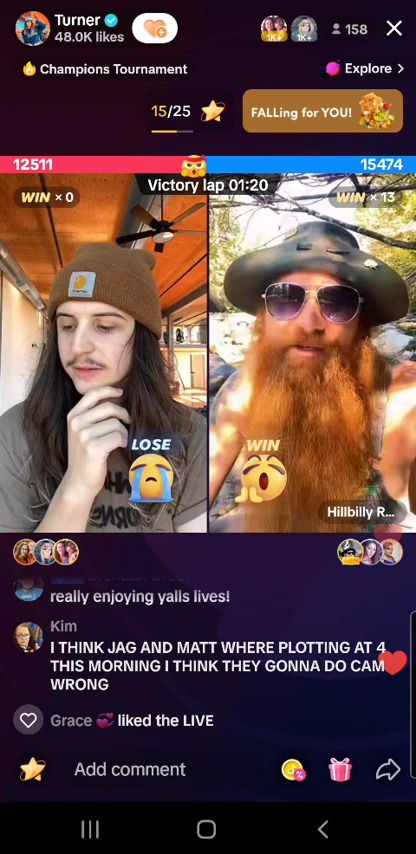 Turner
48.0K likes
1K+
1K+
158
Champions Tournament
Explore >
15/25
FALLing for YOU!
12511
15474
Victory lap 01:20
WIN × 0
WIN × 13
LOSE
WIN
Hillbilly R...
really enjoying yalls lives!
Kim
I THINK JAG AND MATT WHERE PLOTTING AT 4
THIS MORNING I THINK THEY GONNA DO CAM
WRONG
Grace 💞 liked the LIVE
Add comment